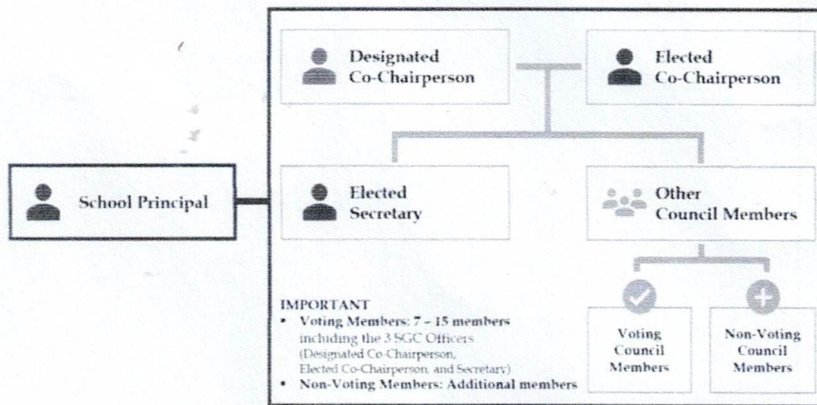 Designated
Co-Chairperson
Elected
Co-Chairperson
School Principal
Elected
Secretary
Other
Council Members
IMPORTANT
▪ Voting Members: 7 – 15 members
including the 3 SGC Officers
(Designated Co-Chairperson,
Elected Co-Chairperson, and Secretary)
▪ Non-Voting Members: Additional members
Voting
Council
Members
Non-Voting
Council
Members